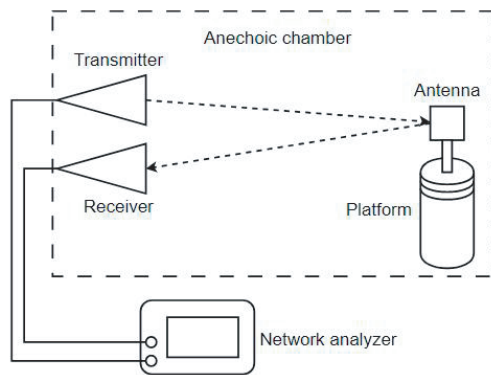 Anechoic chamber
Transmitter
Antenna
Receiver
Platform
Network analyzer